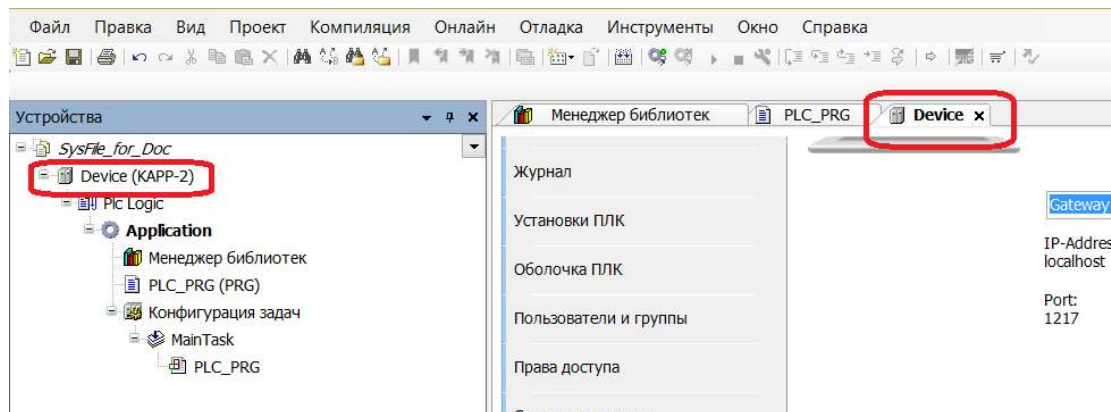 Файл Правка Вид Проект Компиляция Онлайн Отладка Инструменты Окно Справка
Устройства
Менеджер библиотек PLC_PRG Device
SysFile_for_Doc
Device (КАРР-2)
Plc Logic
Application
Менеджер библиотек
PLC_PRG (PRG)
Конфигурация задач
MainTask
PLC_PRG
Журнал
Установки ПЛК
Оболочка ПЛК
Пользователи и группы
Права доступа
Gateway
IP-Addres
localhost
Port:
1217